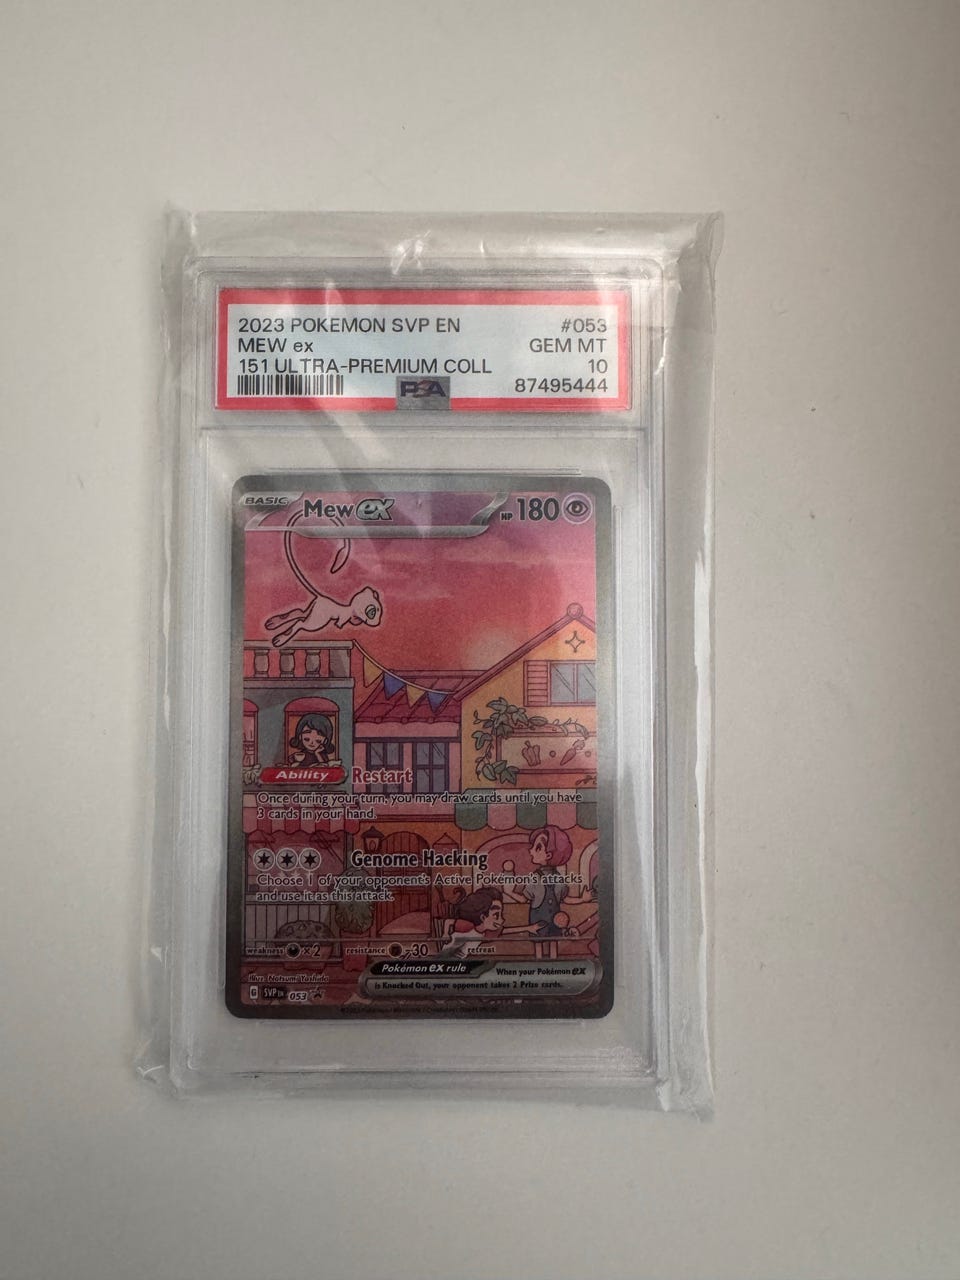 2023 POKEMON SVP EN #053
MEW ex GEM MT
151 ULTRA-PREMIUM COLL 10
87495444
PSA
BASIC Mew ex HP 180
Ability Restart
Once during your turn, you may draw cards until you have
3 cards in your hand.
Genome Hacking
Choose 1 of your opponent's Active Pokémon's attacks
and use it as this attack.
weakness ×2 resistance -30 retreat
Pokémon ex rule When your Pokémon ex
is Knocked Out, your opponent takes 2 Prize cards.
Illus. Natsumi Yoshida
G SVP EN 053